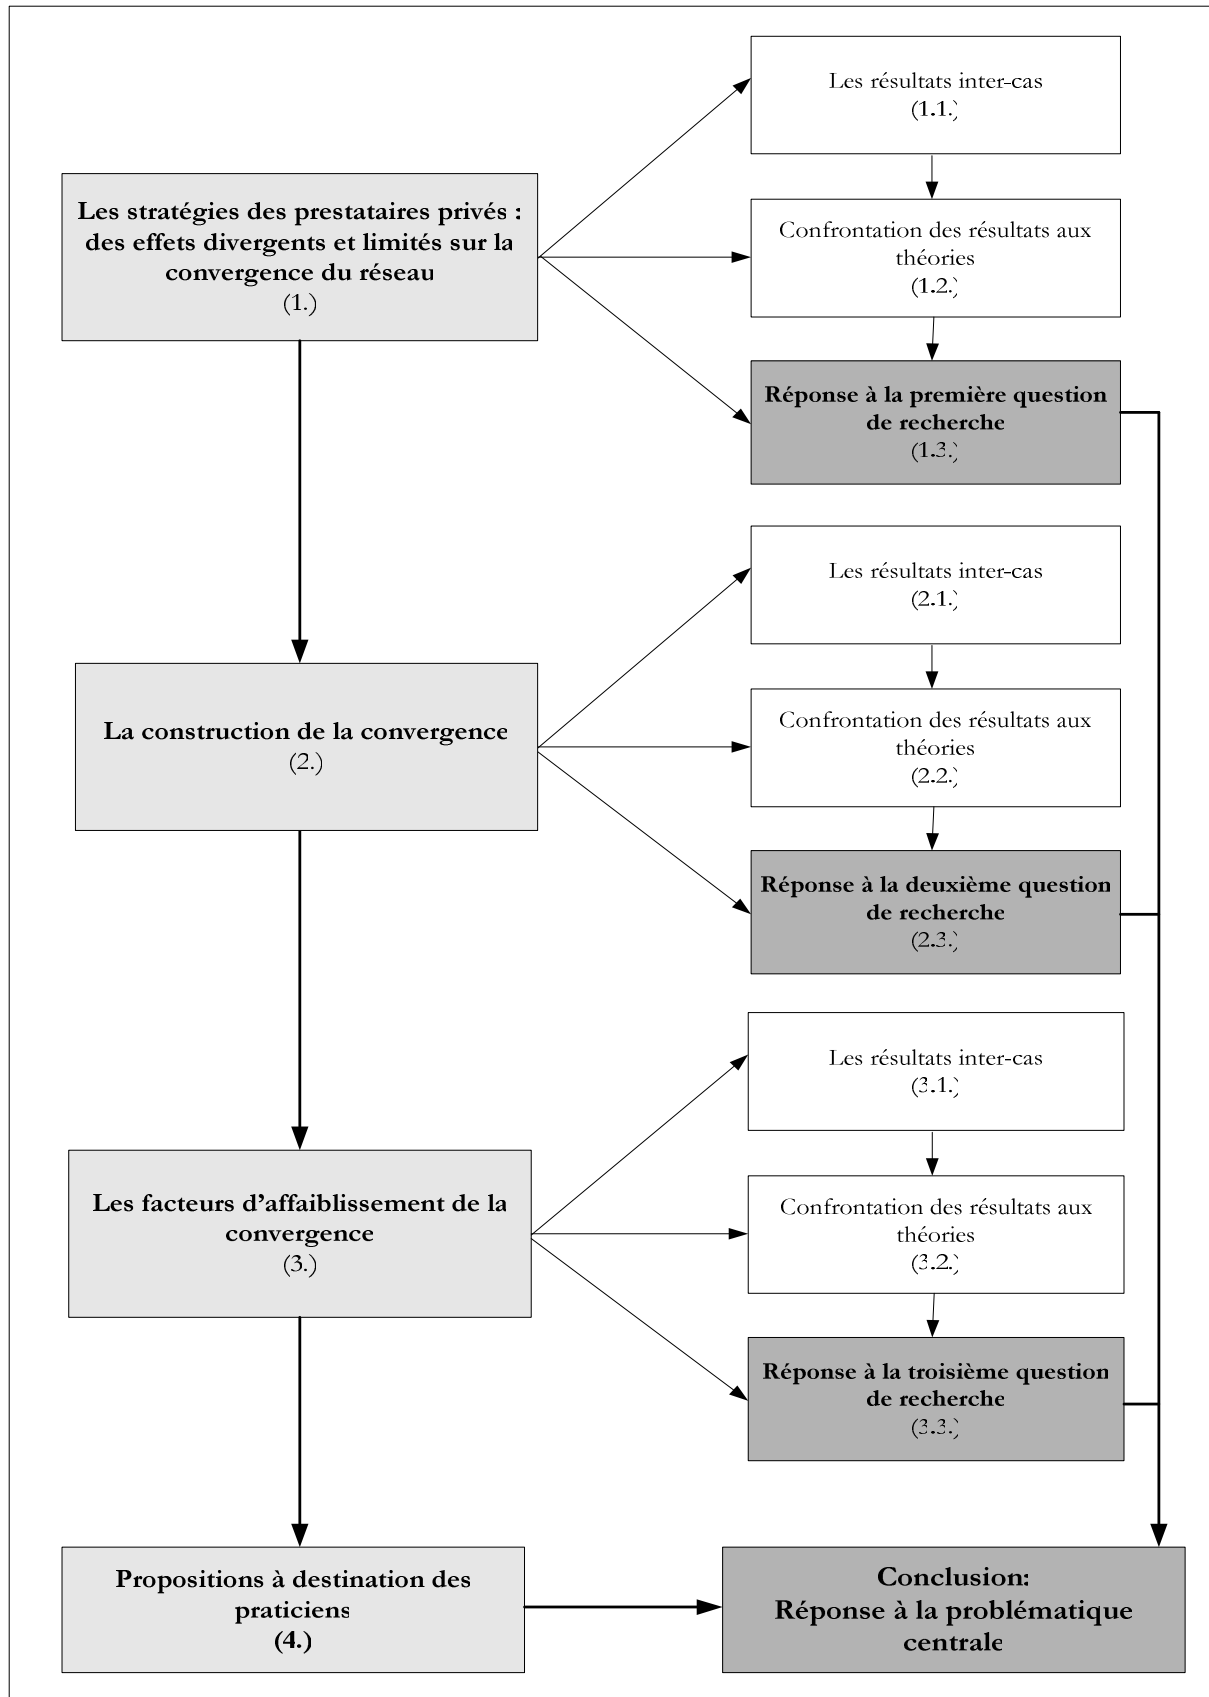 Les stratégies des prestataires privés :
des effets divergents et limités sur la
convergence du réseau
(1.)
Les résultats inter-cas
(1.1.)
Confrontation des résultats aux
théories
(1.2.)
Réponse à la première question
de recherche
(1.3.)
La construction de la convergence
(2.)
Les résultats inter-cas
(2.1.)
Confrontation des résultats aux
théories
(2.2.)
Réponse à la deuxième question
de recherche
(2.3.)
Les facteurs d’affaiblissement de la
convergence
(3.)
Les résultats inter-cas
(3.1.)
Confrontation des résultats aux
théories
(3.2.)
Réponse à la troisième question
de recherche
(3.3.)
Propositions à destination des
praticiens
(4.)
Conclusion:
Réponse à la problématique
centrale